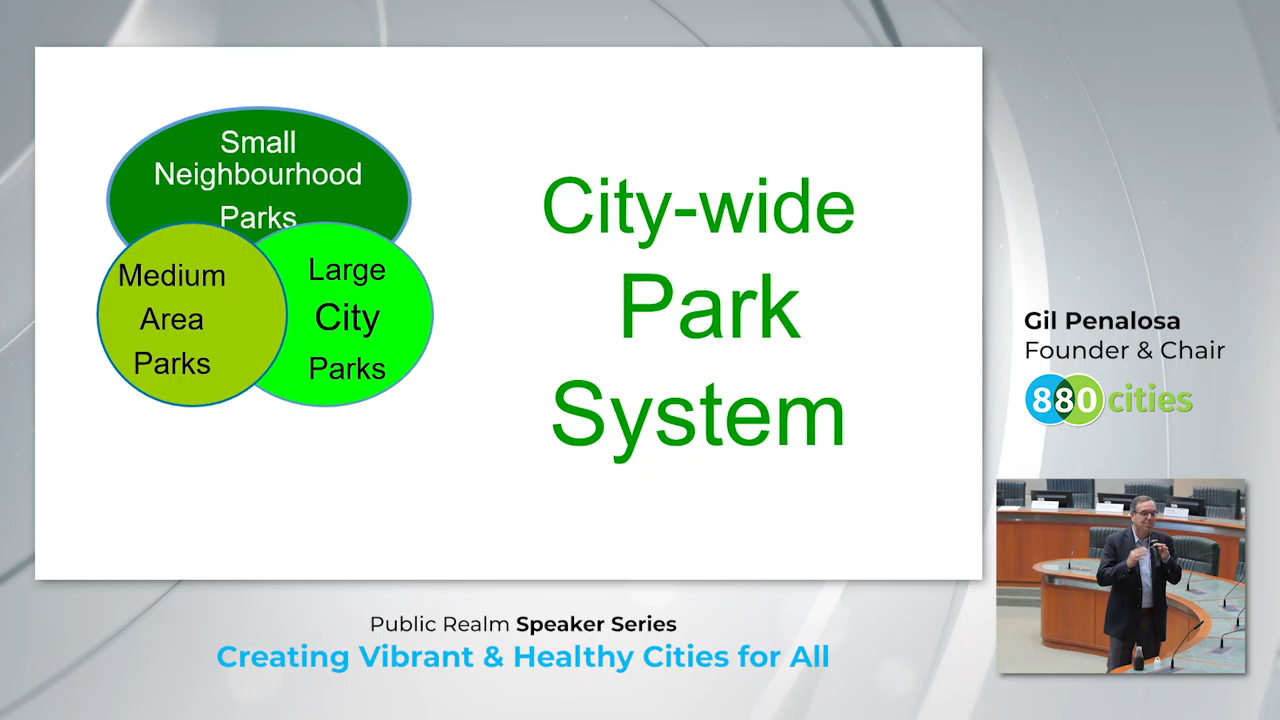 Small
Neighbourhood
Parks
Medium
Area
Parks
Large
City
Parks
City-wide
Park
System
Gil Penalosa
Founder & Chair
880 cities
Public Realm Speaker Series
Creating Vibrant & Healthy Cities for All